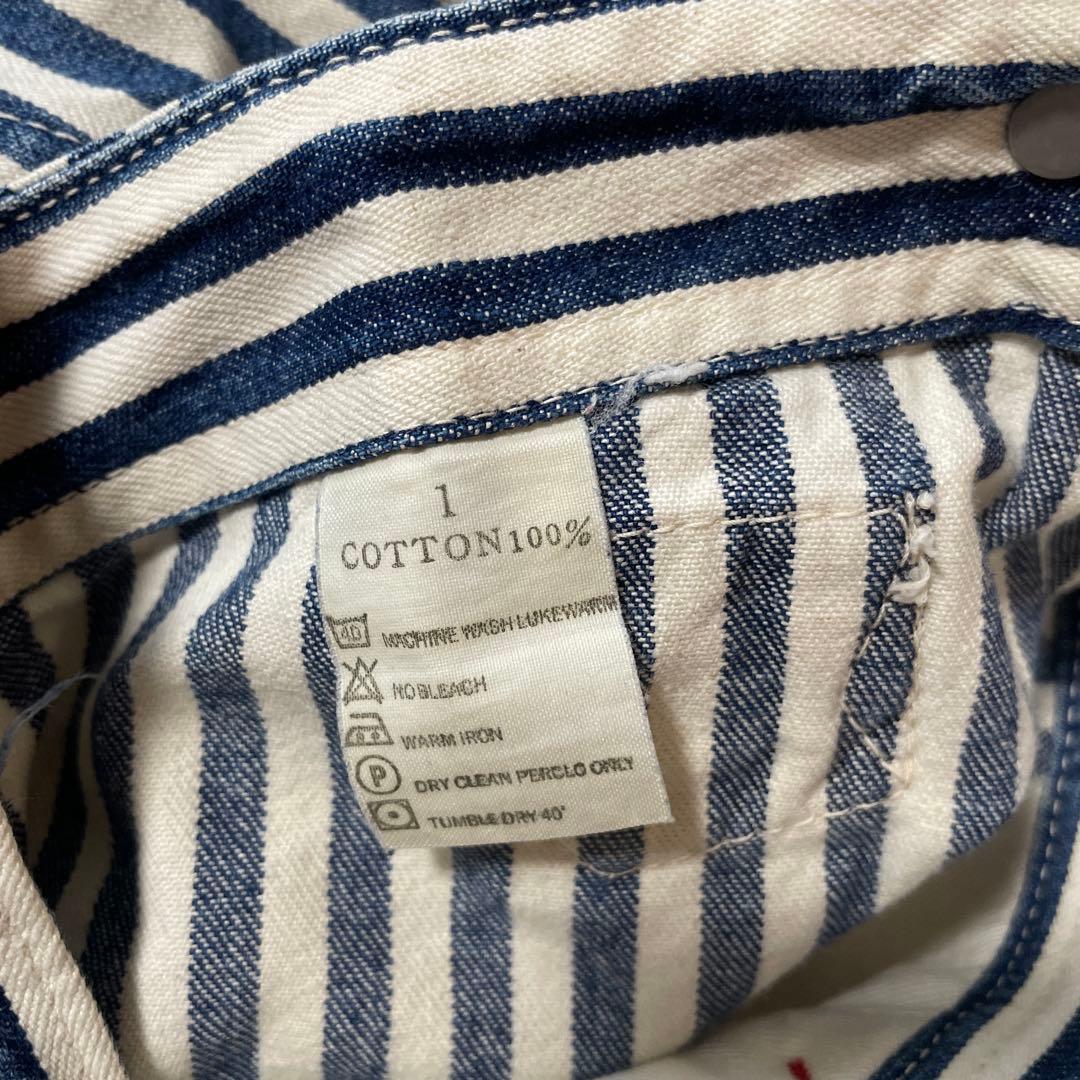 1
COTTON100%
40 MACHINE WASH LUKEWARM
NO BLEACH
WARM IRON
P DRY CLEAN PERCLO ONLY
TUMBLE DRY 40°